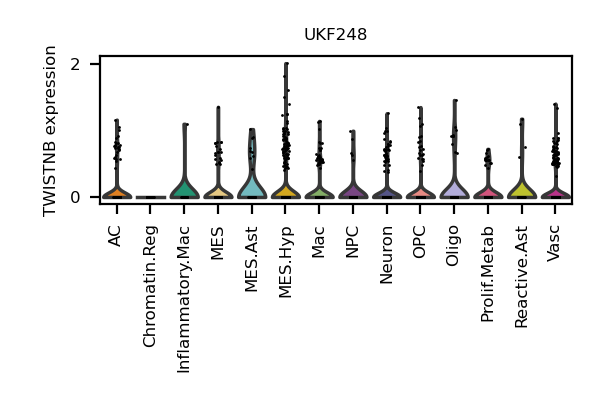 UKF248
TWISTNB expression
2
0
AC
Chromatin.Reg
Inflammatory.Mac
MES
MES.Ast
MES.Hyp
Mac
NPC
Neuron
OPC
Oligo
Prolif.Metab
Reactive.Ast
Vasc